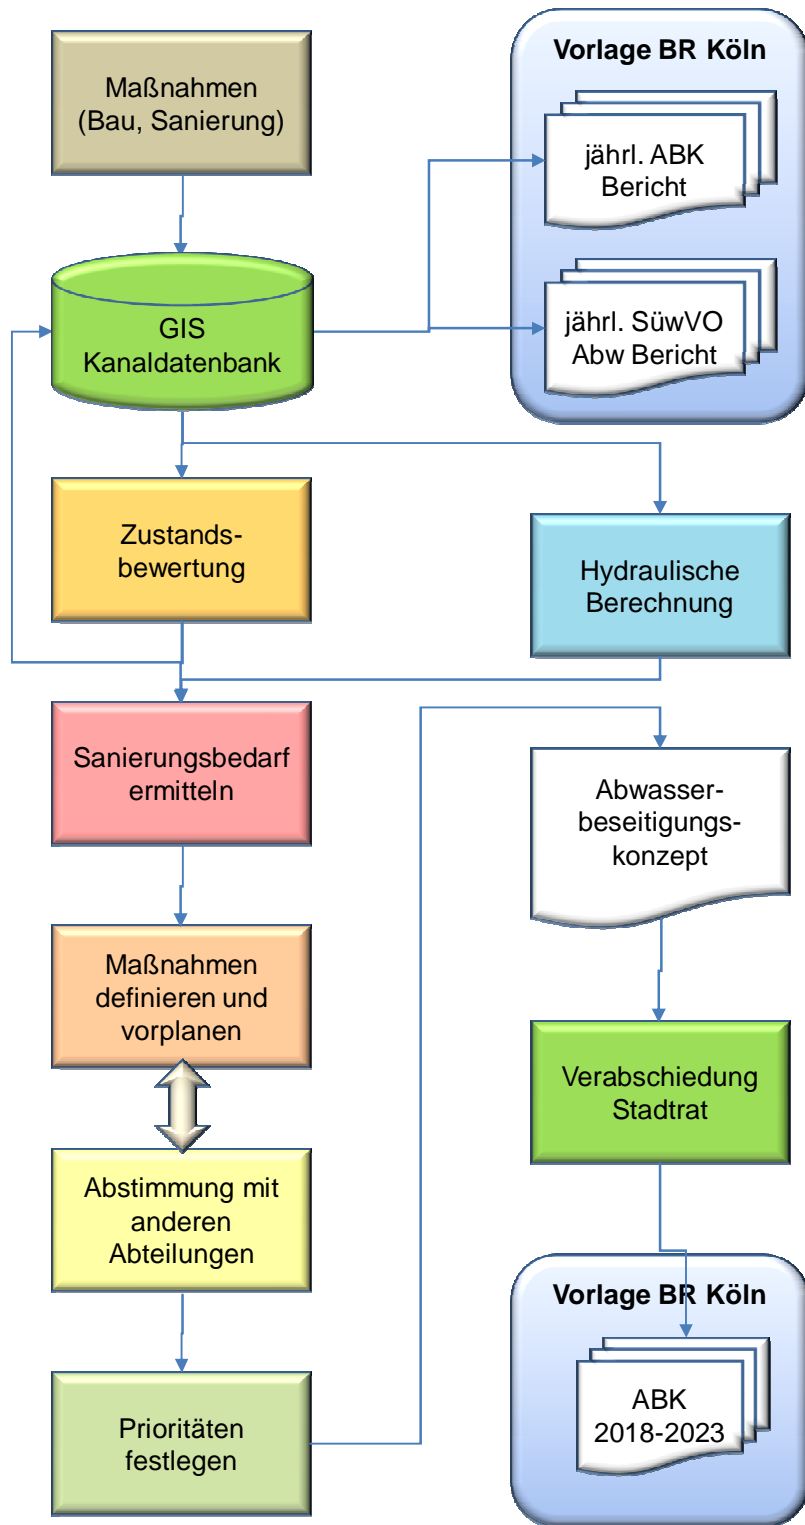 Maßnahmen
(Bau, Sanierung)
Vorlage BR Köln
jährl. ABK
Bericht
jährl. SüwVO
Abw Bericht
GIS
Kanaldatenbank
Zustands-
bewertung
Hydraulische
Berechnung
Sanierungsbedarf
ermitteln
Maßnahmen
definieren und
vorplanen
Abstimmung mit
anderen
Abteilungen
Prioritäten
festlegen
Abwasser-
beseitigungs-
konzept
Verabschiedung
Stadtrat
Vorlage BR Köln
ABK
2018-2023